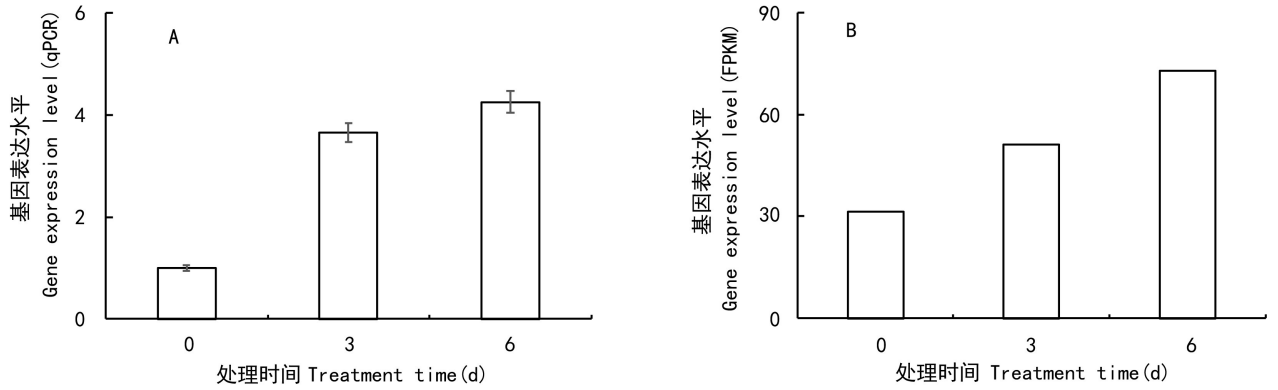 A
基因表达水平
Gene expression level(qPCR)
6
4
2
0
0 3 6
处理时间 Treatment time(d)
B
基因表达水平
Gene expression level(FPKM)
90
60
30
0
0 3 6
处理时间 Treatment time(d)